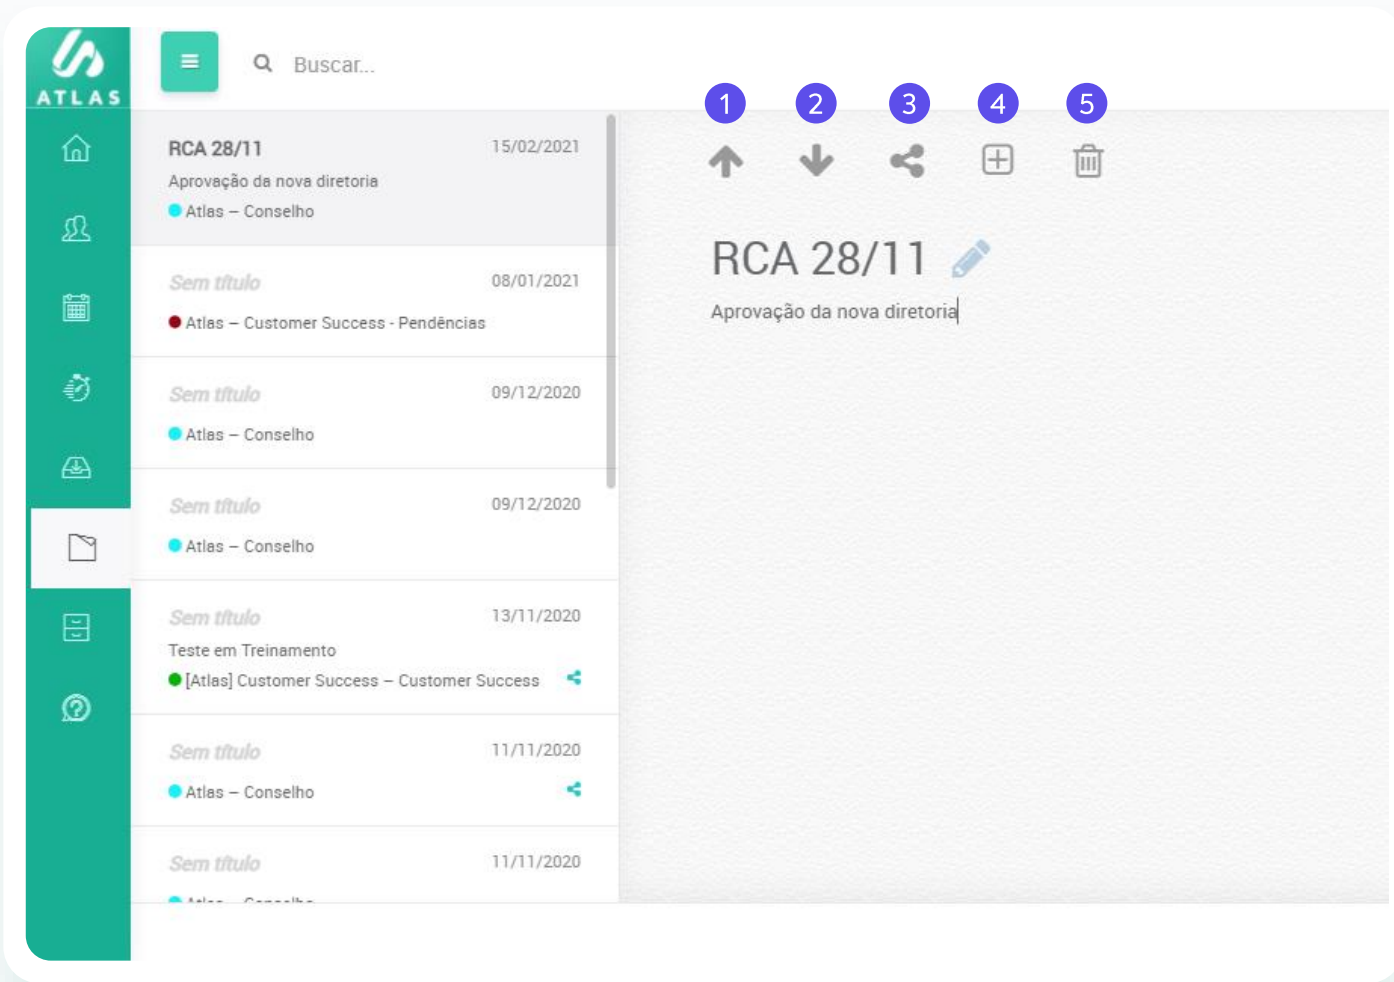 ATLAS
Buscar...
1 2 3 4 5
RCA 28/11 15/02/2021
Aprovação da nova diretoria
Atlas – Conselho
Sem título 08/01/2021
Atlas – Customer Success - Pendências
Sem título 09/12/2020
Atlas – Conselho
Sem título 09/12/2020
Atlas – Conselho
Sem título 13/11/2020
Teste em Treinamento
[Atlas] Customer Success – Customer Success
Sem título 11/11/2020
Atlas – Conselho
Sem título 11/11/2020
Atlas – Conselho
RCA 28/11
Aprovação da nova diretoria